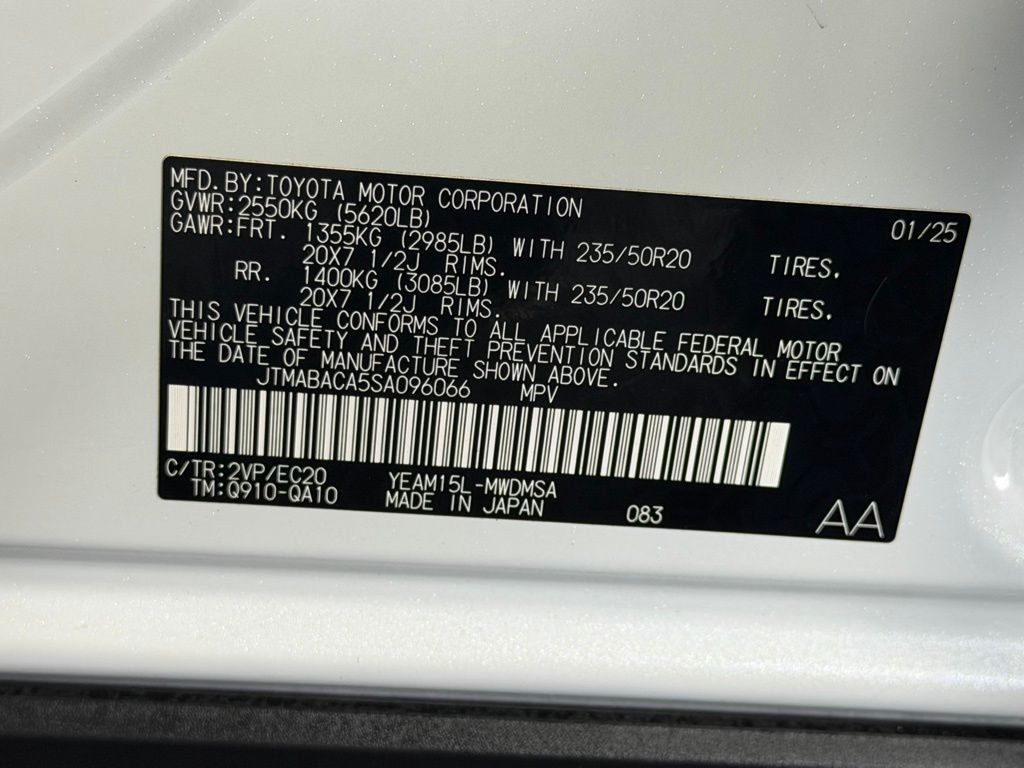 MFD.BY:TOYOTA MOTOR CORPORATION 01/25
GVWR:2550KG (5620LB)
GAWR:FRT. 1355KG (2985LB) WITH 235/50R20 TIRES.
20X7 1/2J RIMS.
RR. 1400KG (3085LB) WITH 235/50R20 TIRES.
20X7 1/2J RIMS.
THIS VEHICLE CONFORMS TO ALL APPLICABLE FEDERAL MOTOR
VEHICLE SAFETY AND THEFT PREVENTION STANDARDS IN EFFECT ON
THE DATE OF MANUFACTURE SHOWN ABOVE.
JTMABACA5SA096066 MPV
C/TR:2VP/EC20 YEAM15L-MWDMSA
TM:Q910-QA10 MADE IN JAPAN 083 AA